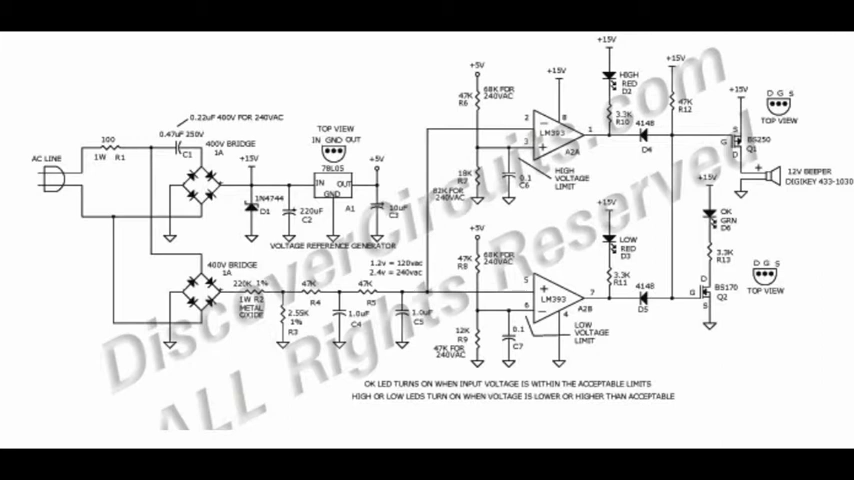 0.22uF 400V FOR 240VAC
0.47uF 250V
C1
400V BRIDGE
1A
100
1W R1
AC LINE
+15V
1N4744
D1
220uF
C2
TOP VIEW
IN GND OUT
78L05
IN OUT
GND
A1
+5V
10uF
C3
VOLTAGE REFERENCE GENERATOR
400V BRIDGE
1A
220K 1%
1W R2
METAL
OXIDE
2.55K
1%
R3
47K
R4
1.0uF
C4
1.2v = 120vac
2.4v = 240vac
47K
R5
1.0uF
C5
+5V
47K
R6
68K FOR
240VAC
18K
R7
82K FOR
240VAC
0.1
C6
HIGH
VOLTAGE
LIMIT
+15V
2
3
8
1
LM393
A2A
+15V
HIGH
RED
D2
3.3K
R10
4148
D4
+15V
47K
R12
+15V
S
G
D
BS250
Q1
D G S
TOP VIEW
12V BEEPER
DIGIKEY 433-1030
+5V
47K
R8
68K FOR
240VAC
12K
R9
47K FOR
240VAC
0.1
C7
LOW
VOLTAGE
LIMIT
5
6
4
7
LM393
A2B
+15V
LOW
RED
D3
3.3K
R11
4148
D5
+15V
OK
GRN
D6
3.3K
R13
D
G
S
BS170
Q2
D G S
TOP VIEW
OK LED TURNS ON WHEN INPUT VOLTAGE IS WITHIN THE ACCEPTABLE LIMITS
HIGH OR LOW LEDS TURN ON WHEN VOLTAGE IS LOWER OR HIGHER THAN ACCEPTABLE
DiscoverCircuits.com
ALL Rights Reserved